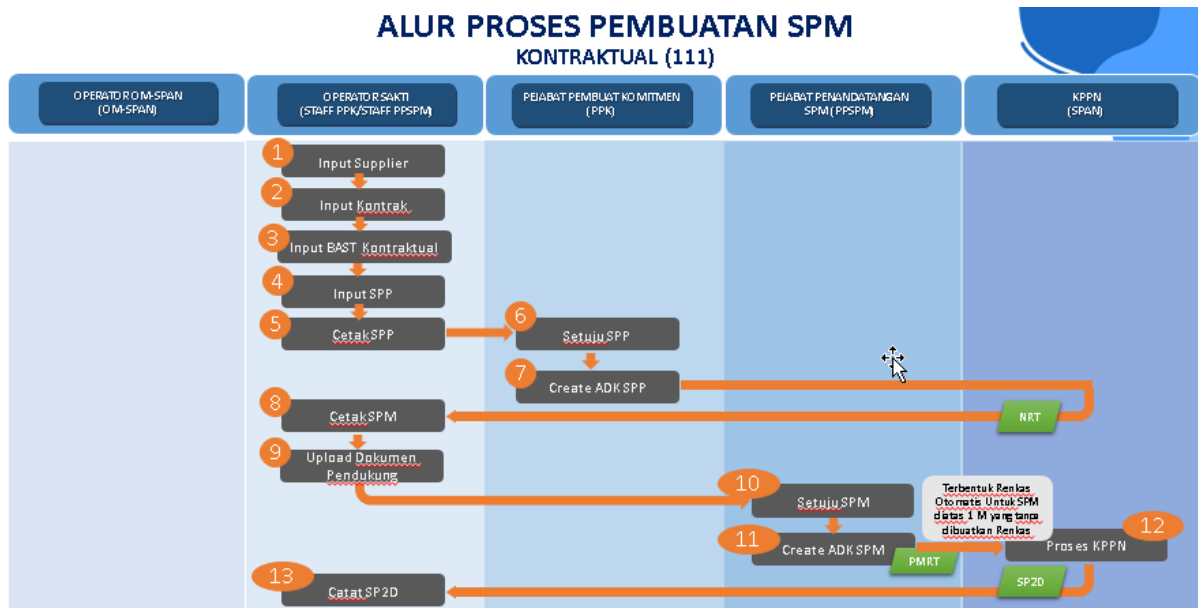 ALUR PROSES PEMBUATAN SPM
KONTRAKTUAL (111)
OPERATOR OM-SPAN
(OM-SPAN)
OPERATOR SAKTI
(STAFF PPK/STAFF PPSPM)
PEJABAT PEMBUAT KOMITMEN
(PPK)
PEJABAT PENANDATANGAN
SPM (PPSPM)
KPPN
(SPAN)
1
Input Supplier
2
Input Kontrak
3
Input BAST Kontraktual
4
Input SPP
5
Cetak SPP
6
Setuju SPP
7
Create ADK SPP
8
Cetak SPM
NRT
9
Upload Dokumen
Pendukung
10
Setuju SPM
Terbentuk Renkas
Otomatis Untuk SPM
diatas 1 M yang tanpa
dibuatkan Renkas
11
Create ADK SPM
PMRT
12
Proses KPPN
13
Catat SP2D
SP2D